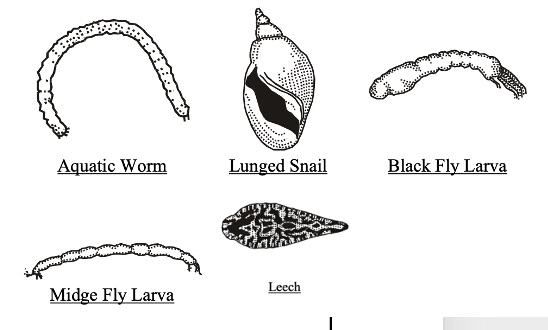 Aquatic Worm
Lunged Snail
Black Fly Larva
Midge Fly Larva
Leech